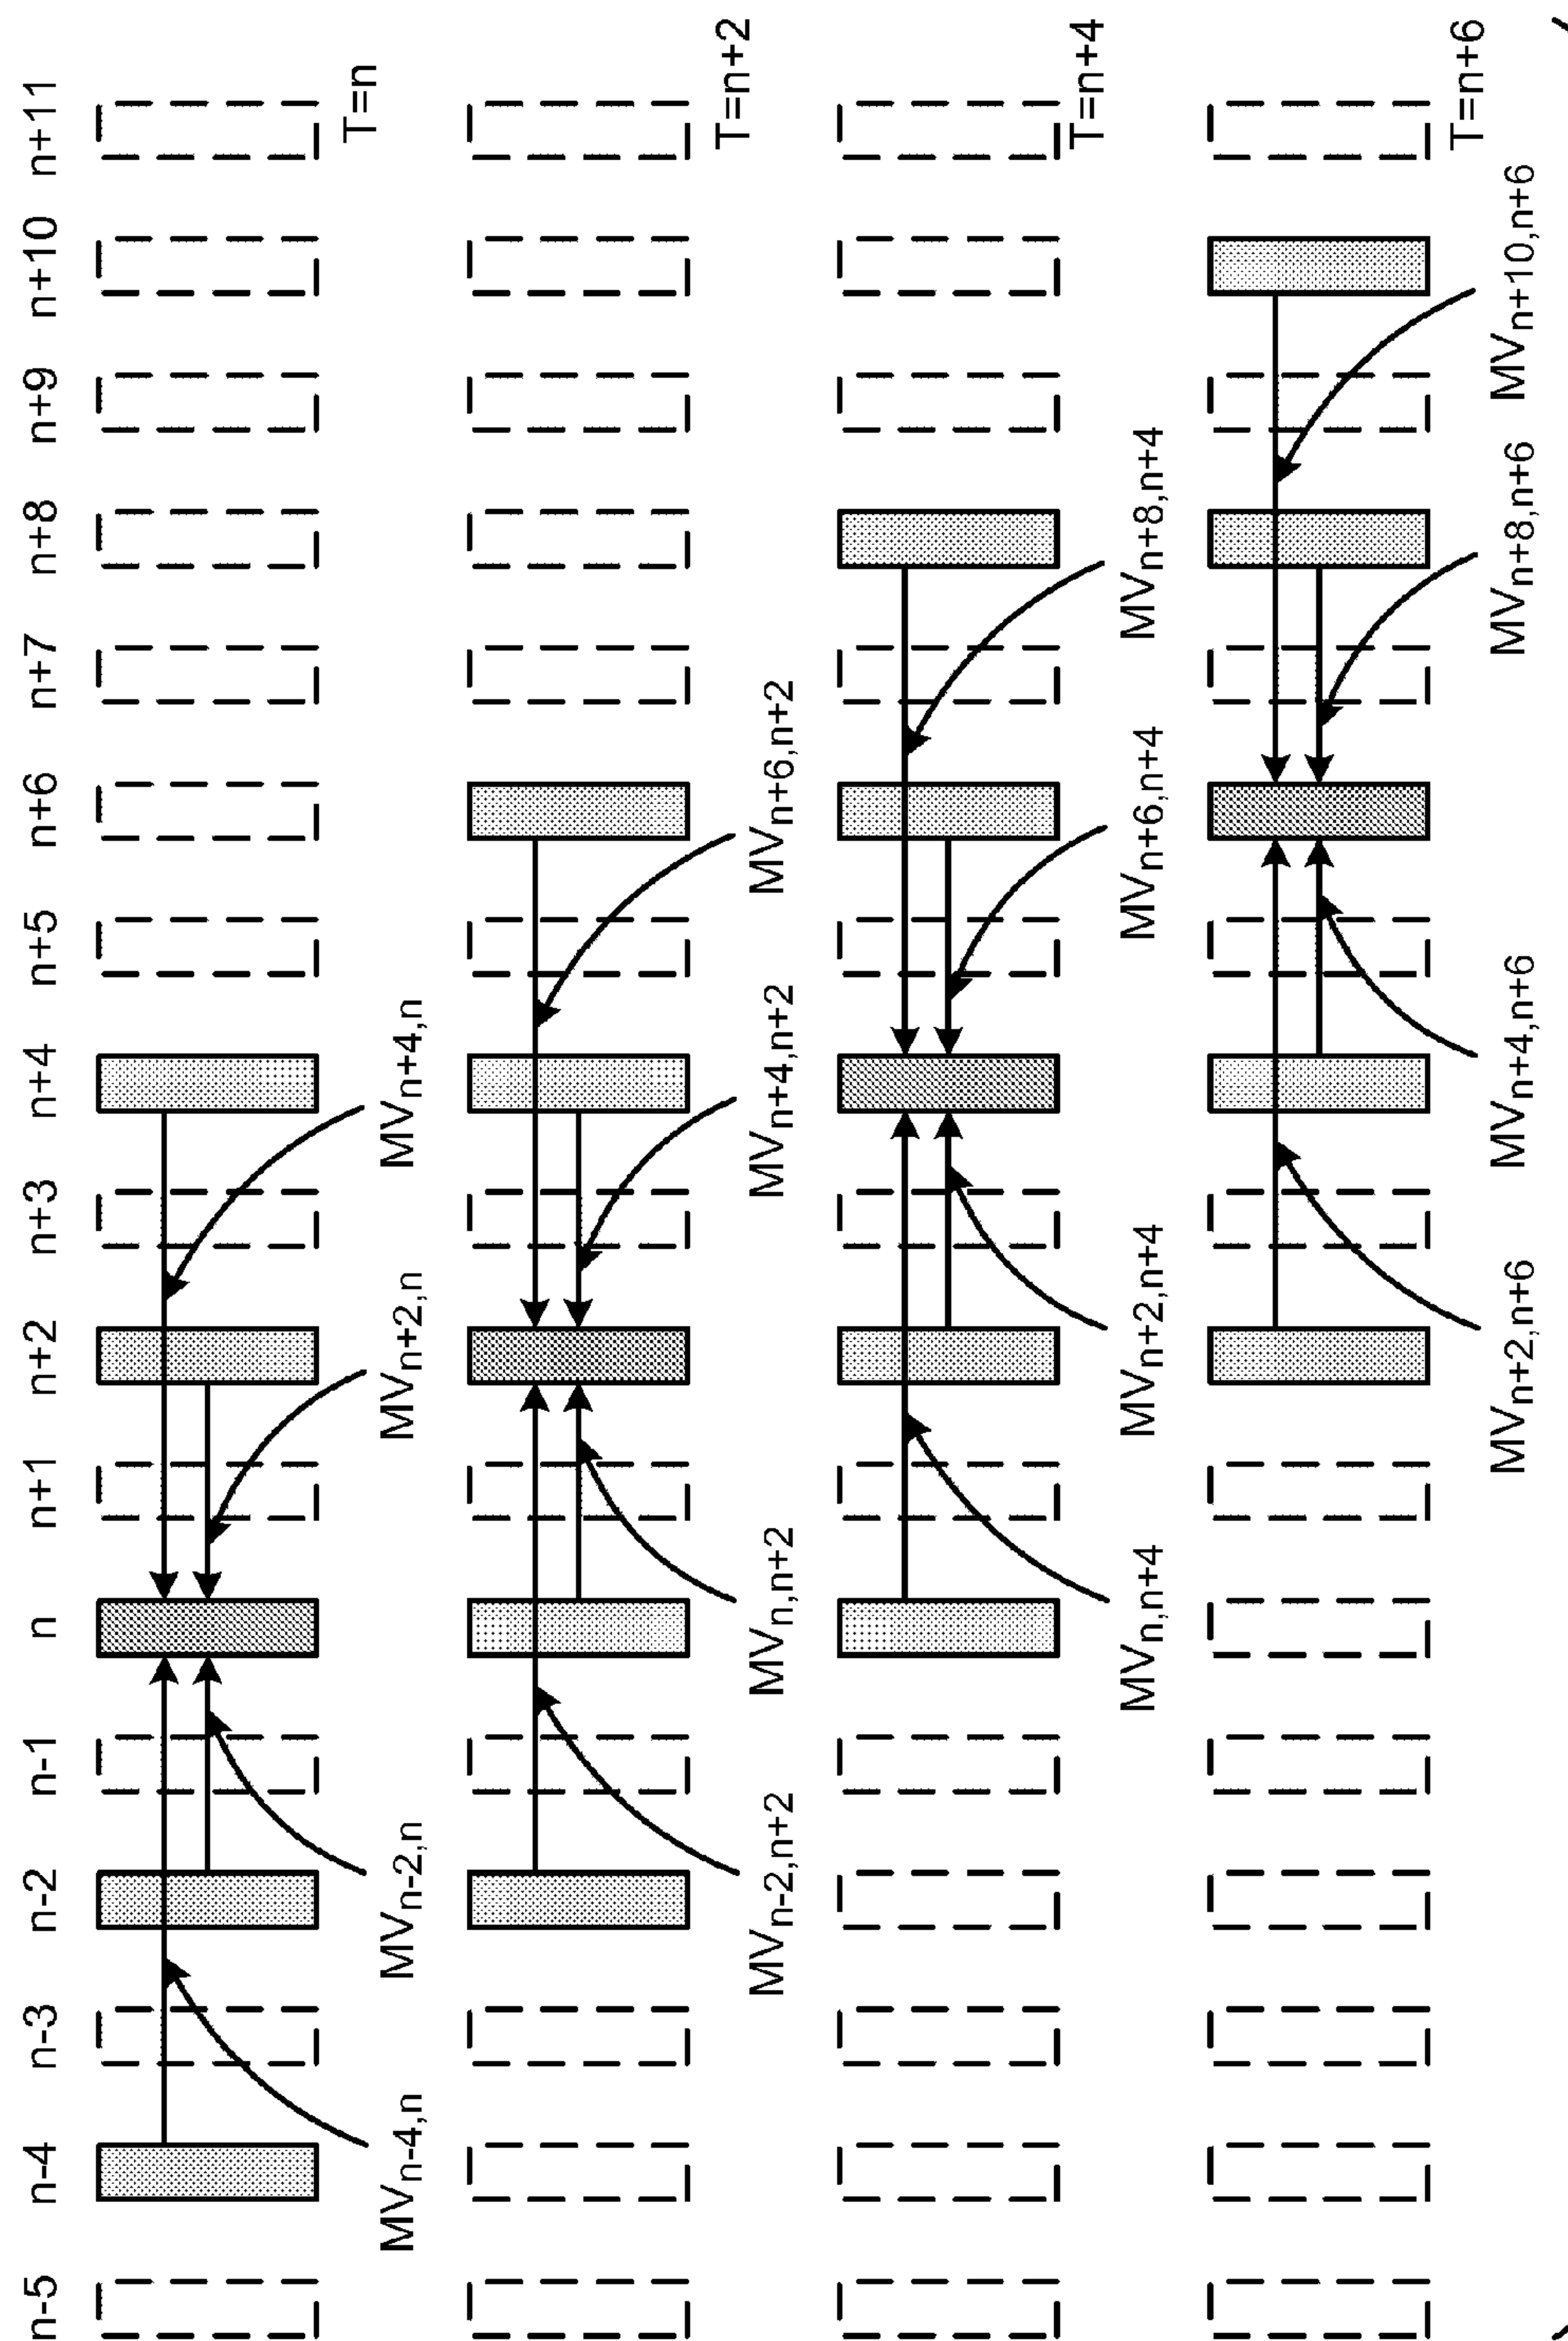 n-5 n-4 n-3 n-2 n-1 n n+1 n+2 n+3 n+4 n+5 n+6 n+7 n+8 n+9 n+10 n+11
T=n
MVn-4,n MVn-2,n MVn+2,n MVn+4,n
T=n+2
MVn-2,n+2 MVn,n+2 MVn+4,n+2 MVn+6,n+2
T=n+4
MVn,n+4 MVn+2,n+4 MVn+6,n+4 MVn+8,n+4
T=n+6
MVn+2,n+6 MVn+4,n+6 MVn+8,n+6 MVn+10,n+6